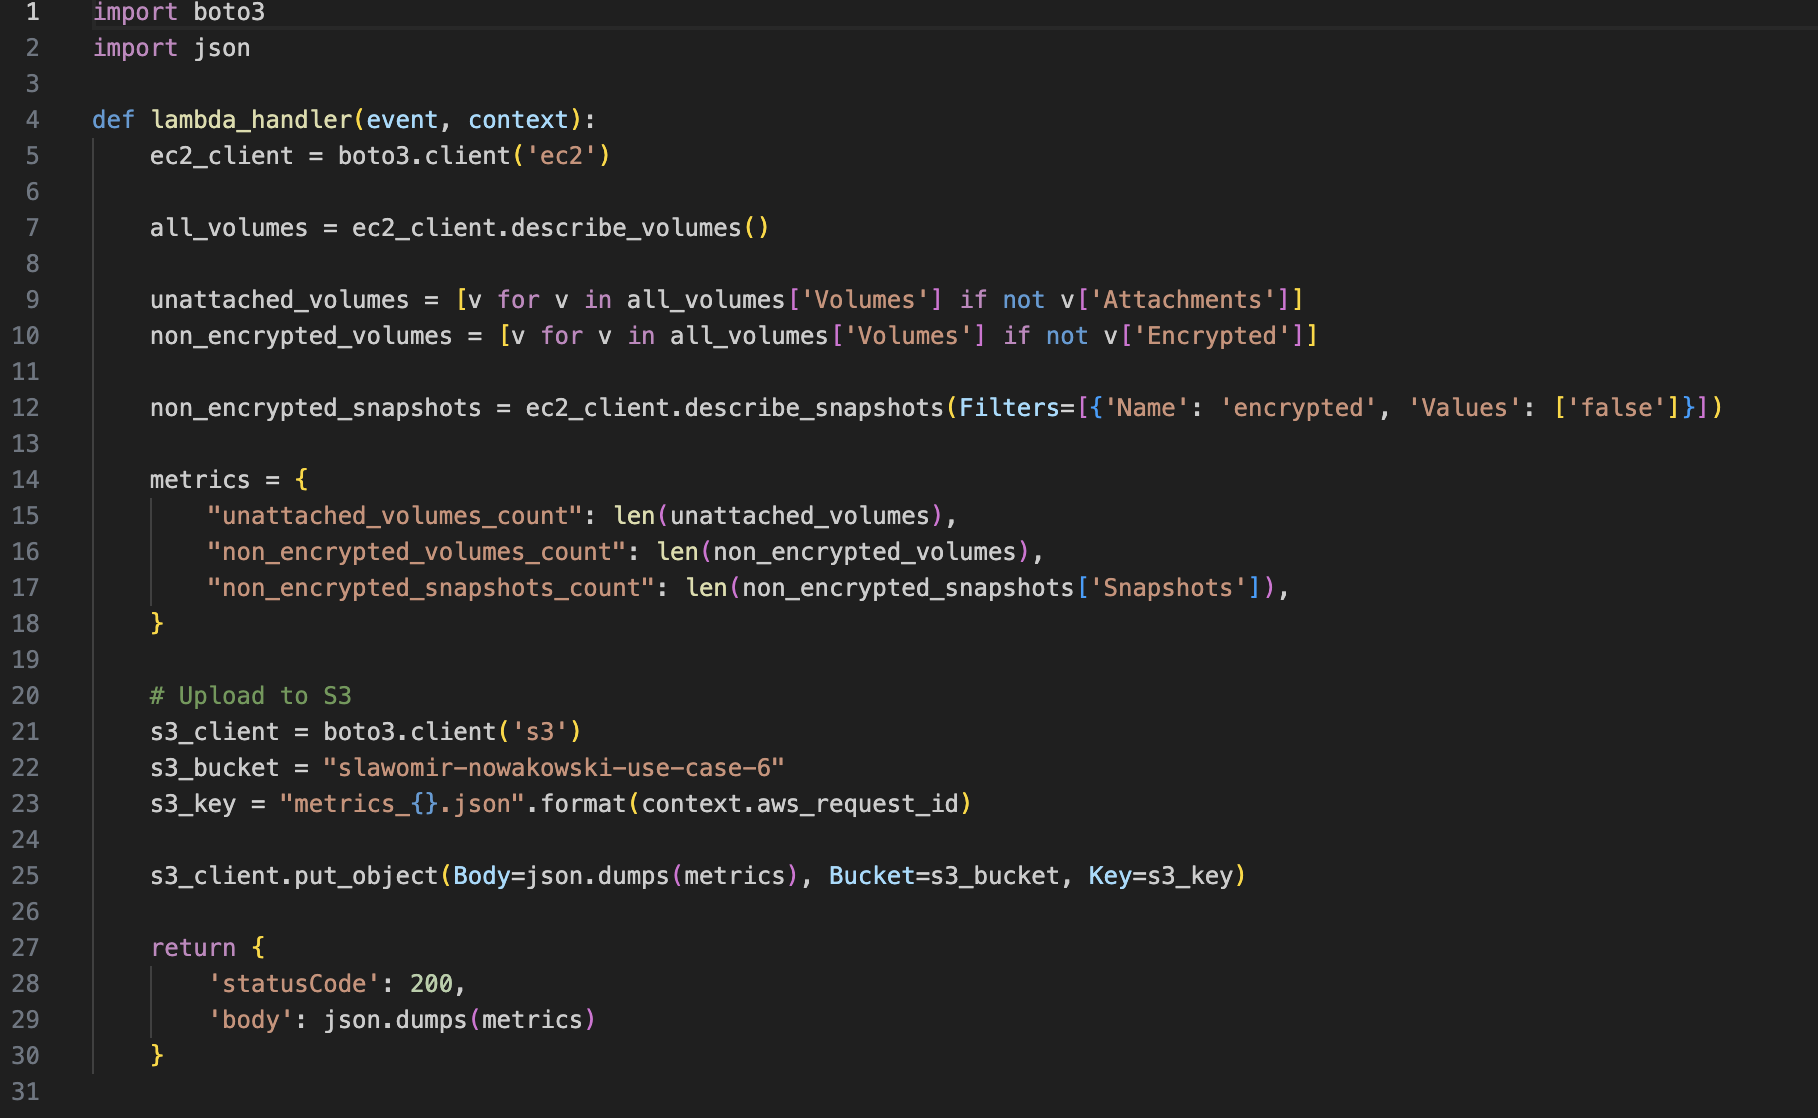 1 import boto3
2 import json
3
4 def lambda_handler(event, context):
5     ec2_client = boto3.client('ec2')
6
7     all_volumes = ec2_client.describe_volumes()
8
9     unattached_volumes = [v for v in all_volumes['Volumes'] if not v['Attachments']]
10     non_encrypted_volumes = [v for v in all_volumes['Volumes'] if not v['Encrypted']]
11
12     non_encrypted_snapshots = ec2_client.describe_snapshots(Filters=[{'Name': 'encrypted', 'Values': ['false']}])
13
14     metrics = {
15         "unattached_volumes_count": len(unattached_volumes),
16         "non_encrypted_volumes_count": len(non_encrypted_volumes),
17         "non_encrypted_snapshots_count": len(non_encrypted_snapshots['Snapshots']),
18     }
19
20     # Upload to S3
21     s3_client = boto3.client('s3')
22     s3_bucket = "slawomir-nowakowski-use-case-6"
23     s3_key = "metrics_{}.json".format(context.aws_request_id)
24
25     s3_client.put_object(Body=json.dumps(metrics), Bucket=s3_bucket, Key=s3_key)
26
27     return {
28         'statusCode': 200,
29         'body': json.dumps(metrics)
30     }
31